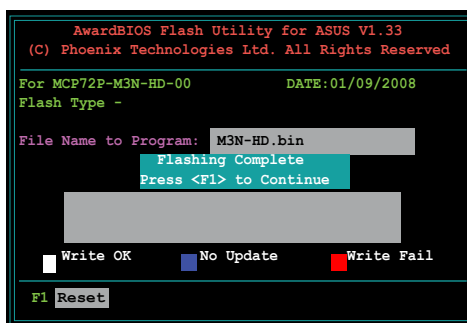 AwardBIOS Flash Utility for ASUS V1.33
(C) Phoenix Technologies Ltd. All Rights Reserved
For MCP72P-M3N-HD-00 DATE:01/09/2008
Flash Type -
File Name to Program: M3N-HD.bin
Flashing Complete
Press <F1> to Continue
Write OK No Update Write Fail
F1 Reset